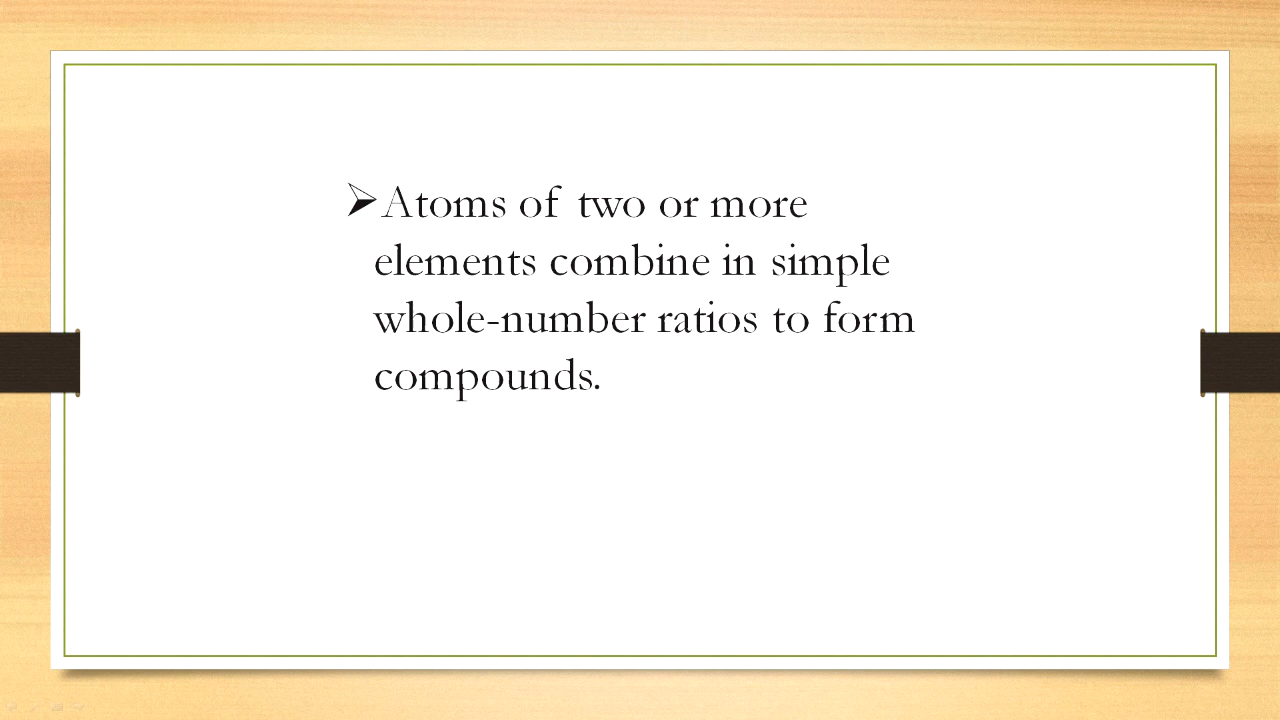 ➢Atoms of two or more
elements combine in simple
whole-number ratios to form
compounds.